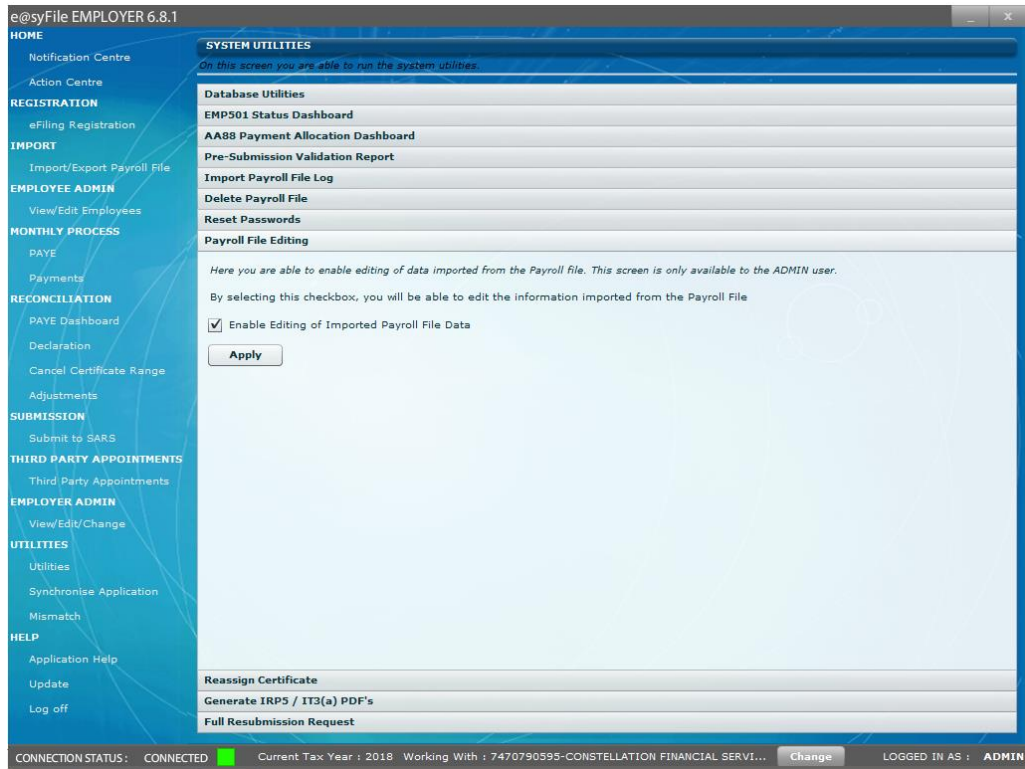 e@syFile EMPLOYER 6.8.1
HOME
Notification Centre
Action Centre
REGISTRATION
eFiling Registration
IMPORT
Import/Export Payroll File
EMPLOYEE ADMIN
View/Edit Employees
MONTHLY PROCESS
PAYE
Payments
RECONCILIATION
PAYE Dashboard
Declaration
Cancel Certificate Range
Adjustments
SUBMISSION
Submit to SARS
THIRD PARTY APPOINTMENTS
Third Party Appointments
EMPLOYER ADMIN
View/Edit/Change
UTILITIES
Utilities
Synchronise Application
Mismatch
HELP
Application Help
Update
Log off
SYSTEM UTILITIES
On this screen you are able to run the system utilities.
Database Utilities
EMP501 Status Dashboard
AA88 Payment Allocation Dashboard
Pre-Submission Validation Report
Import Payroll File Log
Delete Payroll File
Reset Passwords
Payroll File Editing
Here you are able to enable editing of data imported from the Payroll file. This screen is only available to the ADMIN user.
By selecting this checkbox, you will be able to edit the information imported from the Payroll File
Enable Editing of Imported Payroll File Data
Apply
Reassign Certificate
Generate IRP5 / IT3(a) PDF's
Full Resubmission Request
CONNECTION STATUS : CONNECTED Current Tax Year : 2018 Working With : 7470790595-CONSTELLATION FINANCIAL SERVI... Change LOGGED IN AS : ADMIN